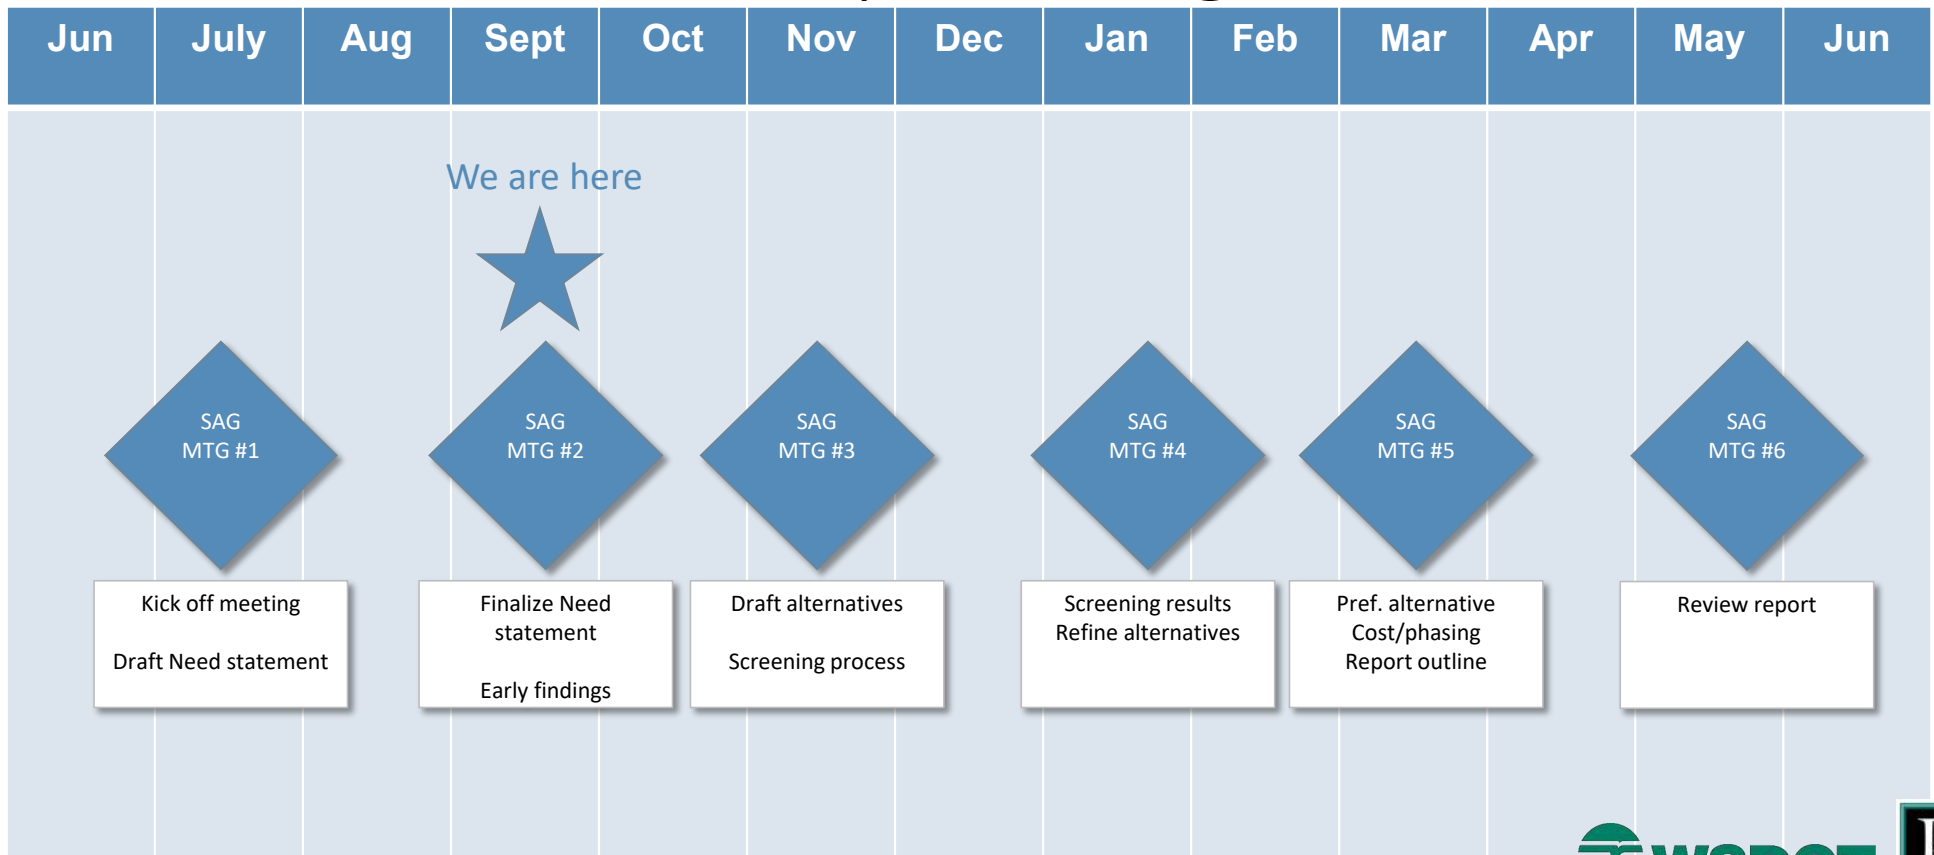 Jun July Aug Sept Oct Nov Dec Jan Feb Mar Apr May Jun
We are here
SAG
MTG #1
SAG
MTG #2
SAG
MTG #3
SAG
MTG #4
SAG
MTG #5
SAG
MTG #6
Kick off meeting
Draft Need statement
Finalize Need
statement
Early findings
Draft alternatives
Screening process
Screening results
Refine alternatives
Pref. alternative
Cost/phasing
Report outline
Review report
WSDOT